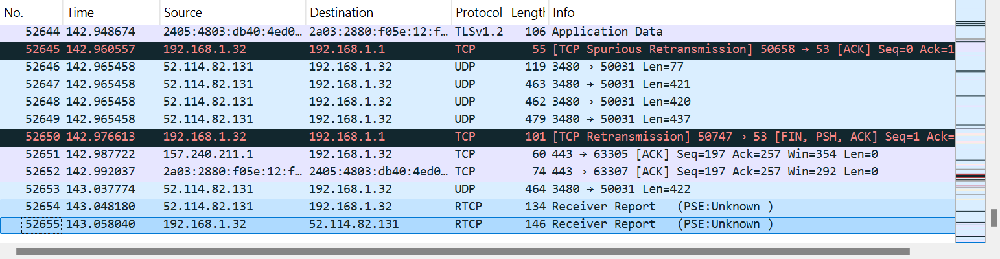 No. Time Source Destination Protocol Length Info
52644 142.948674 2405:4803:db40:4ed0… 2a03:2880:f05e:12:f… TLSv1.2 106 Application Data
52645 142.960557 192.168.1.32 192.168.1.1 TCP 55 [TCP Spurious Retransmission] 50658 → 53 [ACK] Seq=0 Ack=1
52646 142.965458 52.114.82.131 192.168.1.32 UDP 119 3480 → 50031 Len=77
52647 142.965458 52.114.82.131 192.168.1.32 UDP 463 3480 → 50031 Len=421
52648 142.965458 52.114.82.131 192.168.1.32 UDP 462 3480 → 50031 Len=420
52649 142.965458 52.114.82.131 192.168.1.32 UDP 479 3480 → 50031 Len=437
52650 142.976613 192.168.1.32 192.168.1.1 TCP 101 [TCP Retransmission] 50747 → 53 [FIN, PSH, ACK] Seq=1 Ack=
52651 142.987722 157.240.211.1 192.168.1.32 TCP 60 443 → 63305 [ACK] Seq=197 Ack=257 Win=354 Len=0
52652 142.992037 2a03:2880:f05e:12:f… 2405:4803:db40:4ed0… TCP 74 443 → 63307 [ACK] Seq=197 Ack=257 Win=292 Len=0
52653 143.037774 52.114.82.131 192.168.1.32 UDP 464 3480 → 50031 Len=422
52654 143.048180 52.114.82.131 192.168.1.32 RTCP 134 Receiver Report (PSE:Unknown )
52655 143.058040 192.168.1.32 52.114.82.131 RTCP 146 Receiver Report (PSE:Unknown )